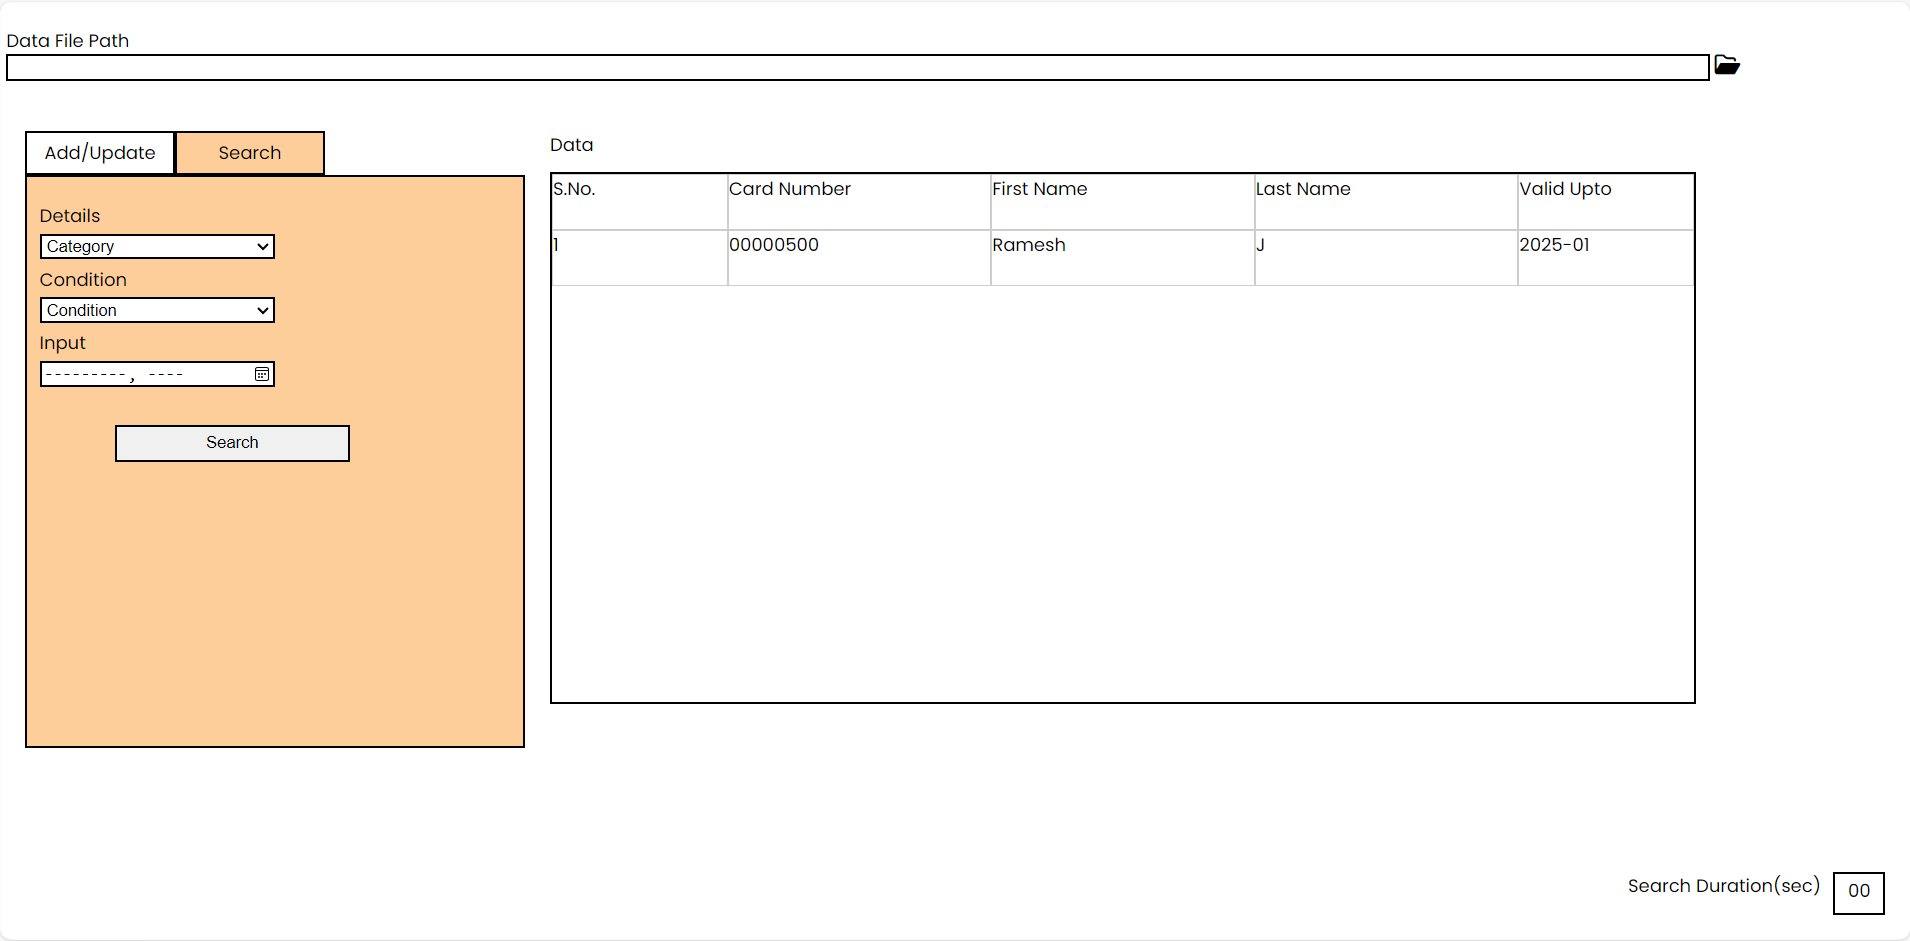 Data File Path
Add/Update Search
Details
Category
Condition
Condition
Input
---------, ----
Search
Data
S.No. Card Number First Name Last Name Valid Upto
1 00000500 Ramesh J 2025-01
Search Duration(sec) 00